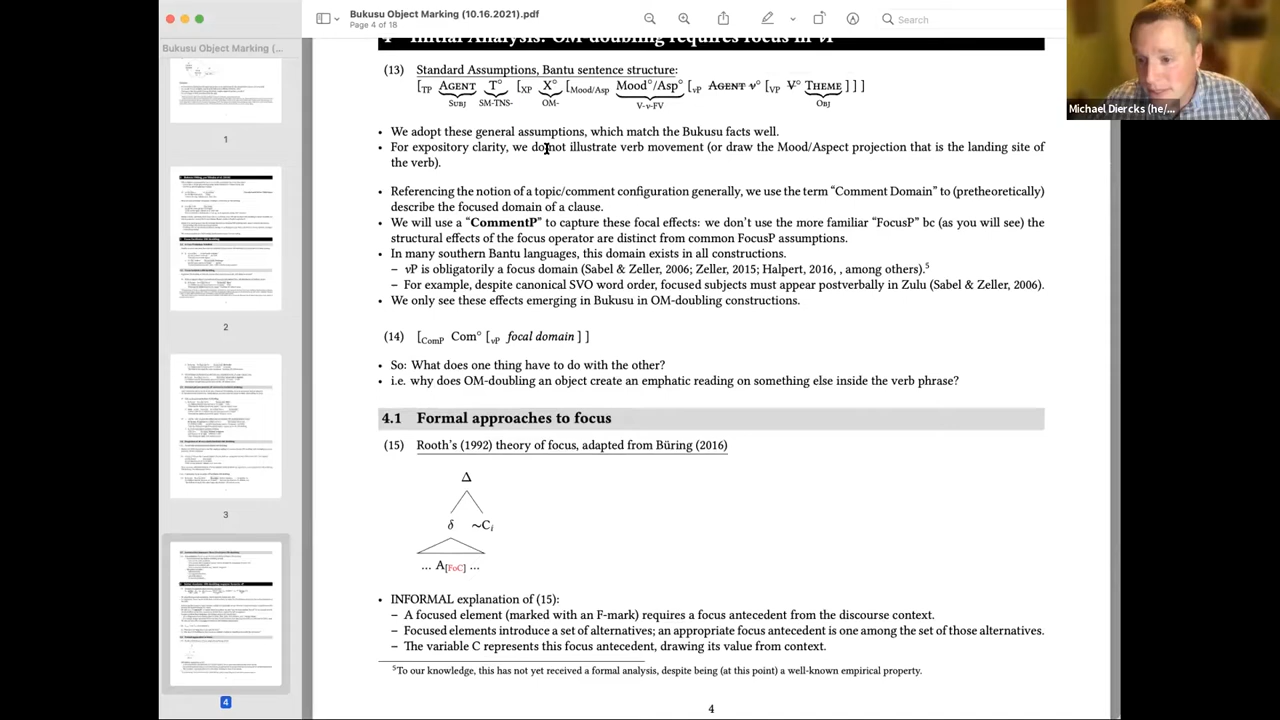 Bukusu Object Marking (10.16.2021).pdf
Page 4 of 18
Search
Michael Diercks (he/...
Bukusu Object Marking (...
1
2
3
4
4 Initial Analysis: OM-doubling requires focus in vP
(13) Standard Assumptions, Bantu sentence structure:
[TP AGENT T° [XP X° [Mood/Asp Mood°/Asp° [vP AGENT v° [VP V° THEME ] ] ] ]
SUBJ SM-TNS- OM- V-v-FV OBJ
• We adopt these general assumptions, which match the Bukusu facts well.
• For expository clarity, we do not illustrate verb movement (or draw the Mood/Aspect projection that is the landing site of
the verb).
• Referencing the notion of a topic/comment configuration generally, we use the term “Comment Domain” to (pretheoretically)
describe the focused domain of a clause.
• We will use “CommentP” to capture these effects: we don’t use the more familiar “FocusP” bc (as you will see) the
structural effects of the focus operator are distinct from common FocusP assumptions.
• In many southern Bantu languages, this domain exists in all constructions.
– vP is obligatorily a focus domain (Sabel & Zeller, 2006; Zeller, 2015; Halpert, 2016, , among others).5
– For example, despite canonical SVO word order, focused subjects must appear postverbally in Zulu (Sabel & Zeller, 2006).
• We only see these effects emerging in Bukusu in OM-doubling constructions.
(14) [ComP Com° [vP focal domain ] ]
• So: What does one thing have to do with the other?
• I.e. why does OM-doubling an object create an emphatic reading on something else inside the verb phrase?
4.1 Formal approaches to focus
(15) Rooth’s (1992) theory of focus, adapted from Büring (2016)
Δ
δ ~Ci
... A[FoC] ...
• INFORMAL explanation of (15):
– A focused constituent (marked with an F-marker) requires a focus antecedent from the discourse context.
– Focused elements introduce a set of alternatives; an appropriate focus antecedent is one among the set of those alternatives.
– The variable C represents this focus antecedent, drawing its value from context.
5To our knowledge, this has not yet received a formal analysis, despite being (at this point) a well-known empirical property.
4